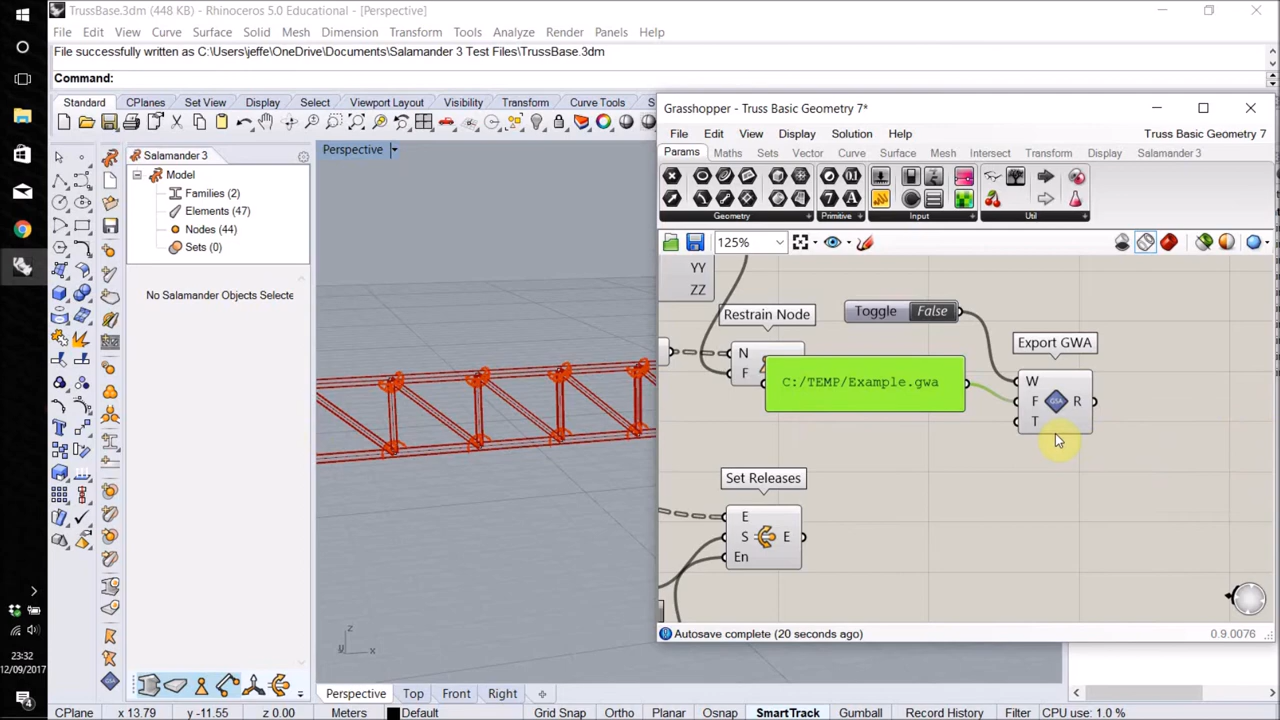 TrussBase.3dm (448 KB) - Rhinoceros 5.0 Educational - [Perspective]
File Edit View Curve Surface Solid Mesh Dimension Transform Tools Analyze Render Panels Help
File successfully written as C:\Users\jeffe\OneDrive\Documents\Salamander 3 Test Files\TrussBase.3dm
Command:
Standard CPlanes Set View Display Select Viewport Layout Visibility Transform Curve Tools S
Salamander 3
Model
Families (2)
Elements (47)
Nodes (44)
Sets (0)
No Salamander Objects Selecte
Perspective
z
y
x
Grasshopper - Truss Basic Geometry 7*
File Edit View Display Solution Help
Truss Basic Geometry 7
Params Maths Sets Vector Curve Surface Mesh Intersect Transform Display Salamander 3
Geometry
Primitive
Input
Util
125%
YY
ZZ
Restrain Node
N
F
Toggle False
C:/TEMP/Example.gwa
Export GWA
W
F R
T
Set Releases
E
S E
En
Autosave complete (20 seconds ago)
0.9.0076
23:32
12/09/2017
4
Perspective Top Front Right
CPlane x 13.79 y -11.55 z 0.00 Meters Default Grid Snap Ortho Planar Osnap SmartTrack Gumball Record History Filter CPU use: 1.0 %